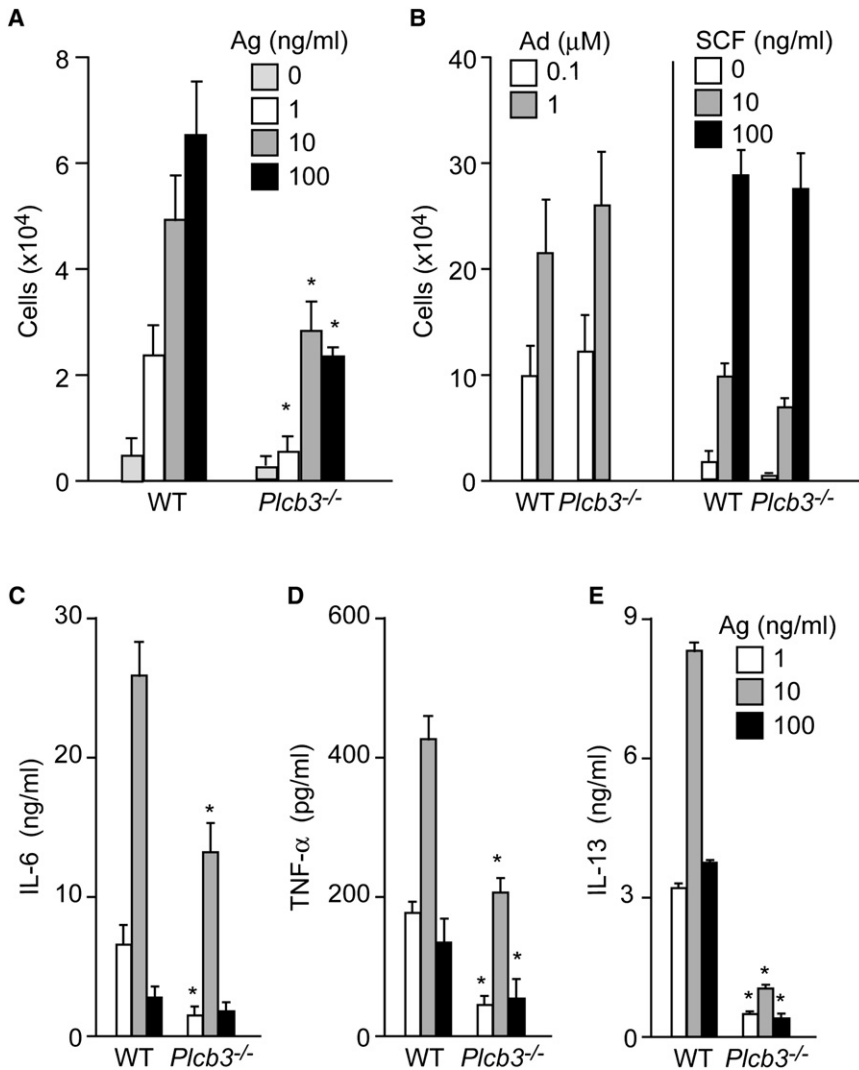 A
Ag (ng/ml)
0
1
10
100
8
6
4
2
0
Cells (x10⁴)
*
*
*
WT
Plcb3⁻/⁻
B
Ad (μM)
0.1
1
SCF (ng/ml)
0
10
100
40
30
20
10
0
Cells (x10⁴)
WT Plcb3⁻/⁻
WT
Plcb3⁻/⁻
C
30
20
10
0
IL-6 (ng/ml)
*
*
WT
Plcb3⁻/⁻
D
600
400
200
0
TNF-α (pg/ml)
*
*
*
WT
Plcb3⁻/⁻
E
Ag (ng/ml)
1
10
100
9
6
3
0
IL-13 (ng/ml)
*
*
*
WT
Plcb3⁻/⁻